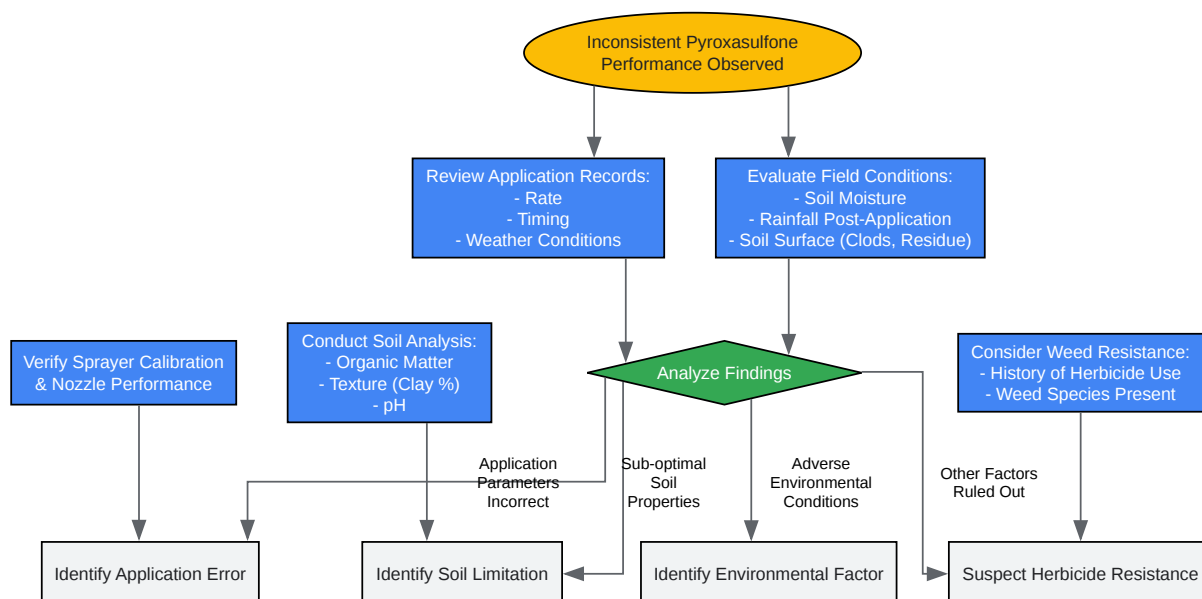 Inconsistent Pyroxasulfone
Performance Observed
Review Application Records:
- Rate
- Timing
- Weather Conditions
Evaluate Field Conditions:
- Soil Moisture
- Rainfall Post-Application
- Soil Surface (Clods, Residue)
Verify Sprayer Calibration
& Nozzle Performance
Conduct Soil Analysis:
- Organic Matter
- Texture (Clay %)
- pH
Analyze Findings
Consider Weed Resistance:
- History of Herbicide Use
- Weed Species Present
Application
Parameters
Incorrect
Sub-optimal
Soil
Properties
Adverse
Environmental
Conditions
Other Factors
Ruled Out
Identify Application Error
Identify Soil Limitation
Identify Environmental Factor
Suspect Herbicide Resistance